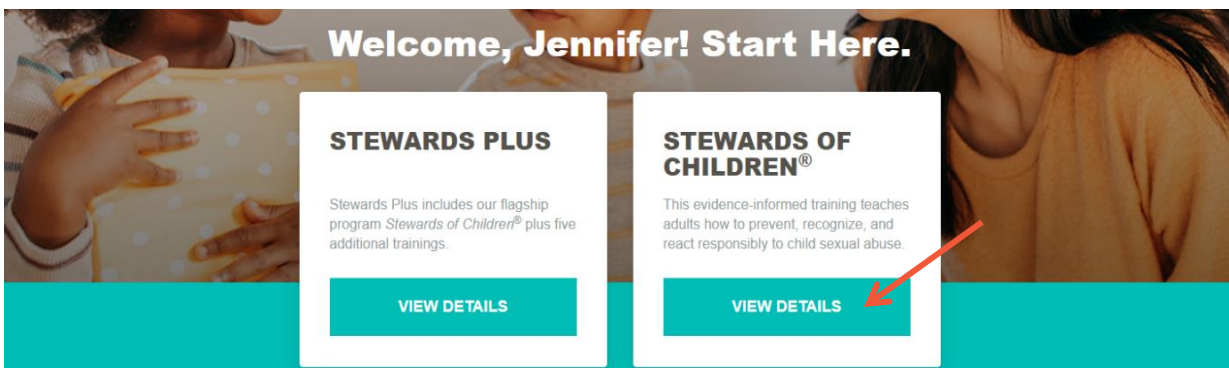 Welcome, Jennifer! Start Here.
STEWARDS PLUS
Stewards Plus includes our flagship
program Stewards of Children® plus five
additional trainings.
VIEW DETAILS
STEWARDS OF
CHILDREN®
This evidence-informed training teaches
adults how to prevent, recognize, and
react responsibly to child sexual abuse.
VIEW DETAILS